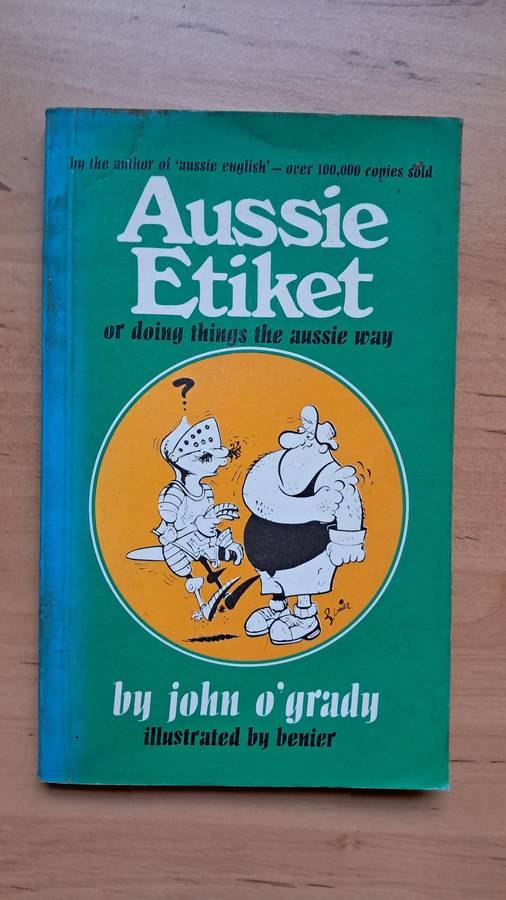 by the author of 'aussie english' – over 100,000 copies sold
Aussie
Etiket
or doing things the aussie way
?
Benier
by john o'grady
illustrated by benier